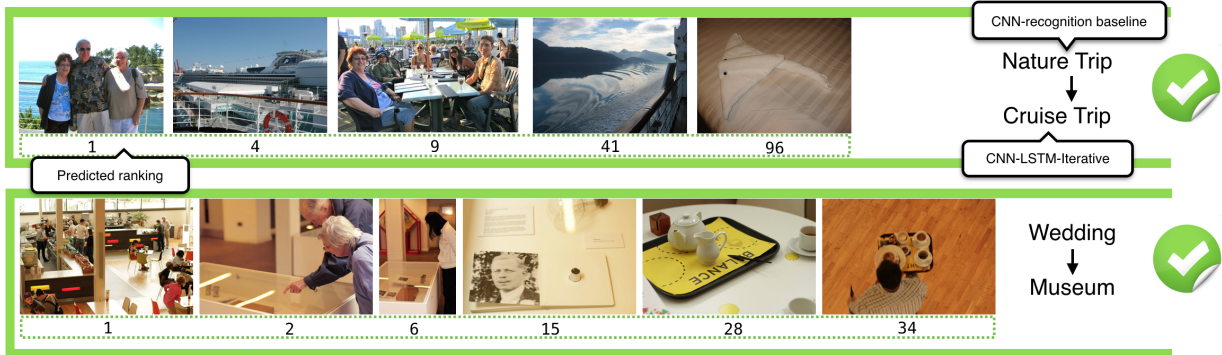 CNN-recognition baseline
Nature Trip
Cruise Trip
CNN-LSTM-Iterative
1 4 9 41 96
Predicted ranking
BALANCE
Wedding
Museum
1 2 6 15 28 34